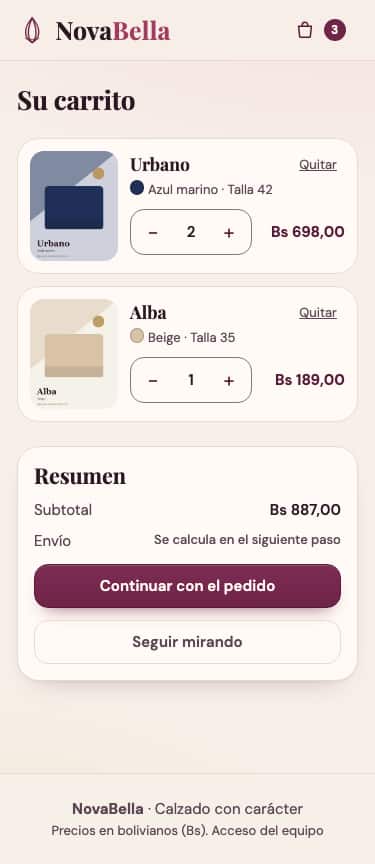 NovaBella
3
Su carrito
Urbano
Urbano
Quitar
Azul marino · Talla 42
− 2 +
Bs 698,00
Alba
Alba
Quitar
Beige · Talla 35
− 1 +
Bs 189,00
Resumen
Subtotal Bs 887,00
Envío Se calcula en el siguiente paso
Continuar con el pedido
Seguir mirando
NovaBella · Calzado con carácter
Precios en bolivianos (Bs). Acceso del equipo